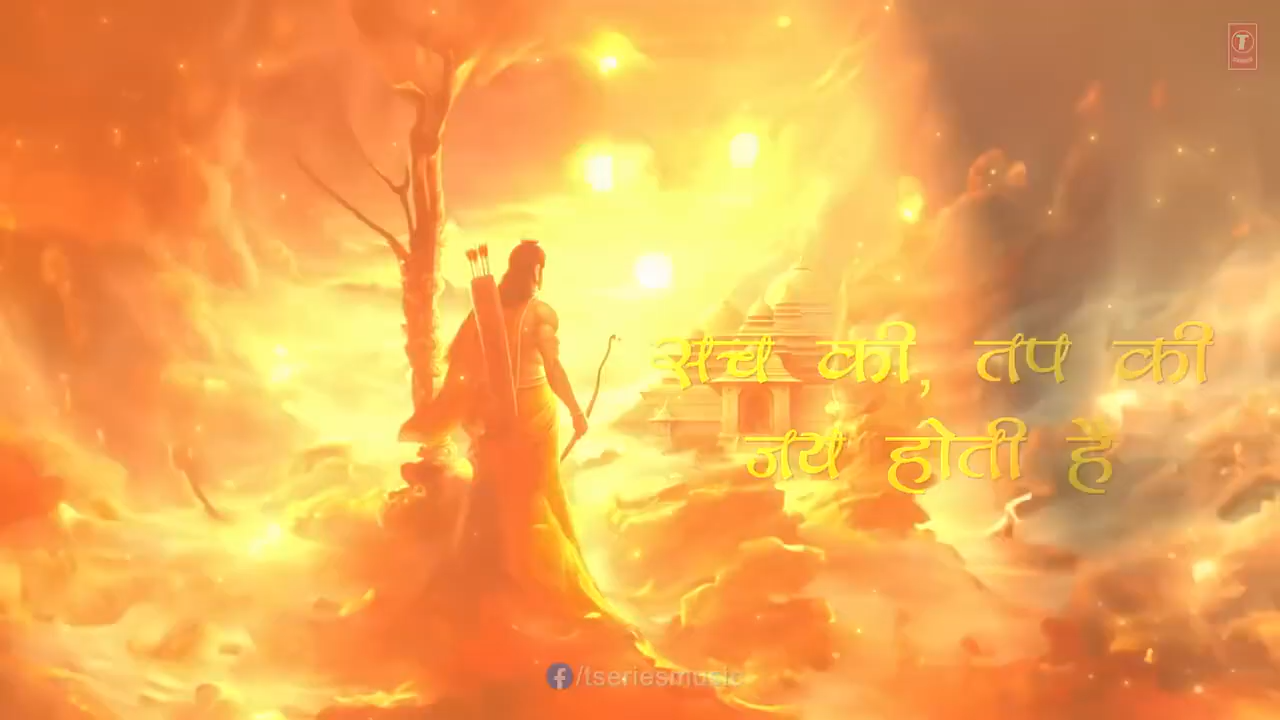 T
सच की, तप की
जय होती है
f/tseriesmusic